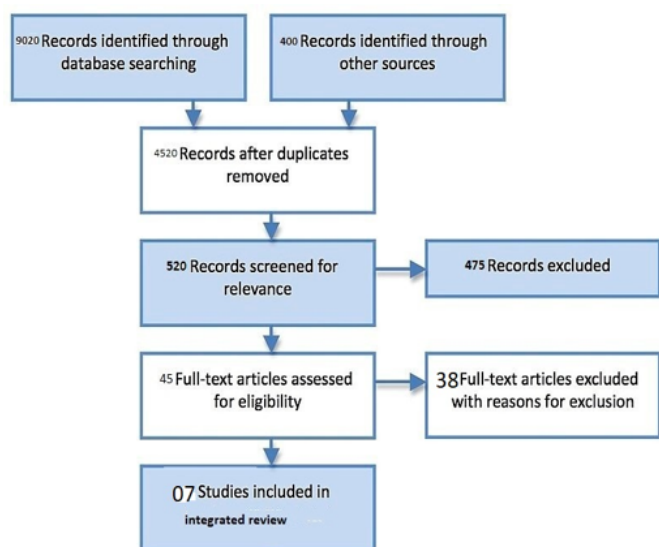 9020 Records identified through
database searching
400 Records identified through
other sources
4520 Records after duplicates
removed
520 Records screened for
relevance
475 Records excluded
45 Full-text articles assessed
for eligibility
38 Full-text articles excluded
with reasons for exclusion
07 Studies included in
integrated review